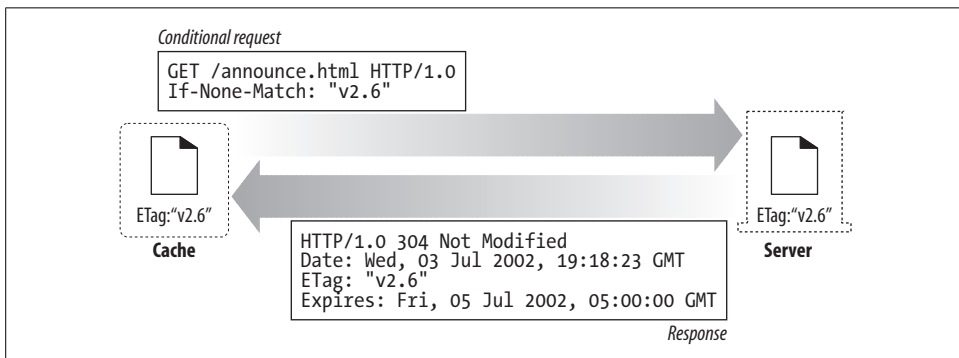 Conditional request
GET /announce.html HTTP/1.0
If-None-Match: "v2.6"
ETag:“v2.6”
Cache
ETag:“v2.6”
Server
HTTP/1.0 304 Not Modified
Date: Wed, 03 Jul 2002, 19:18:23 GMT
ETag: "v2.6"
Expires: Fri, 05 Jul 2002, 05:00:00 GMT
Response